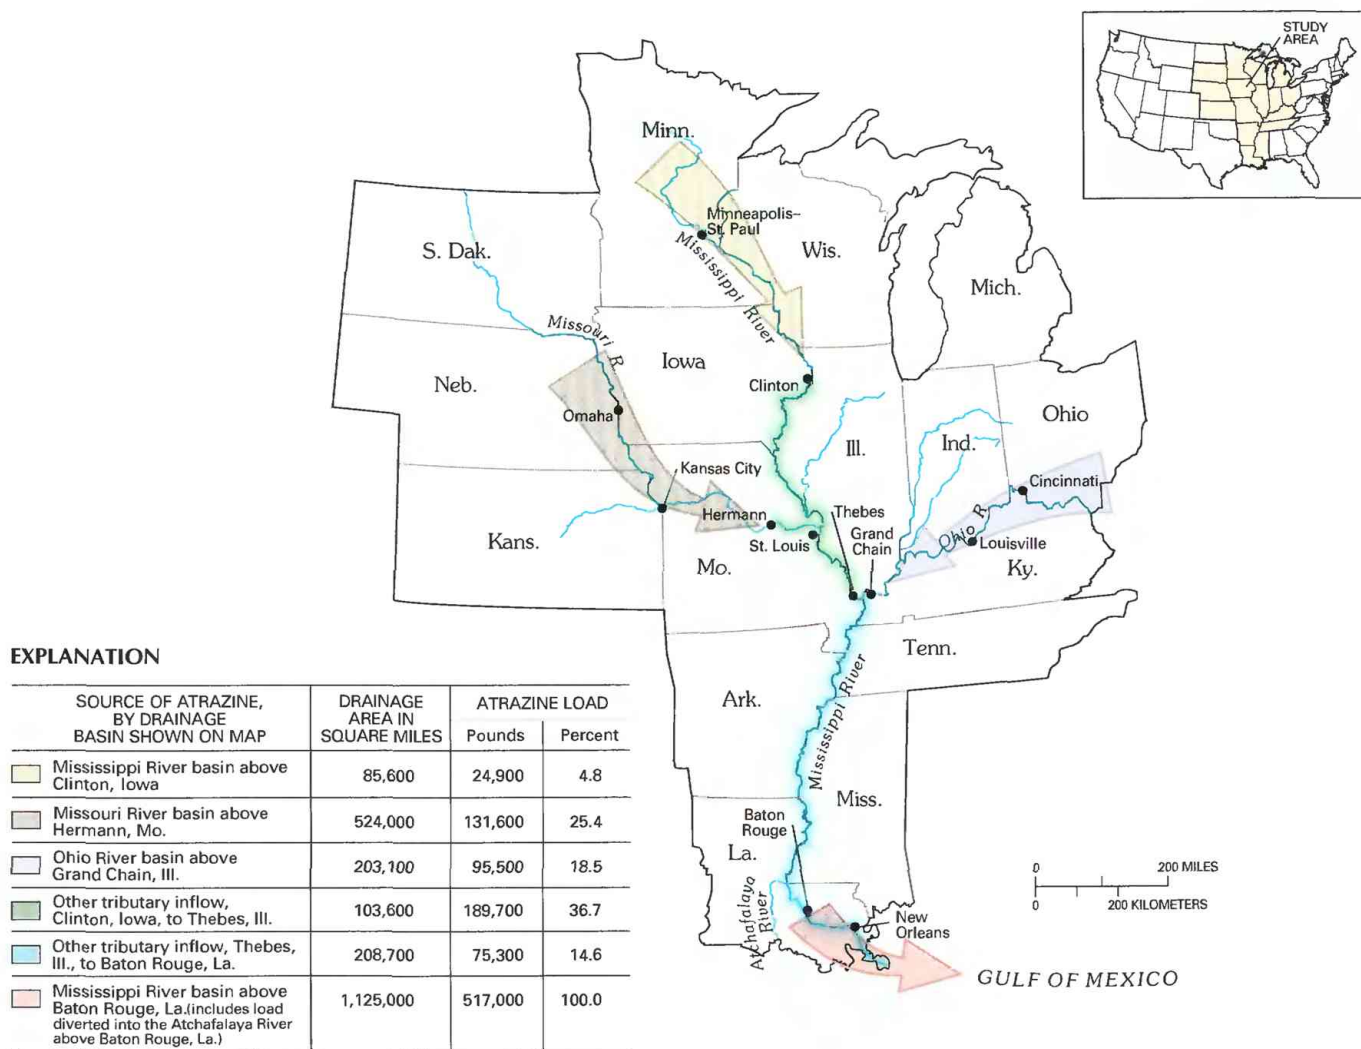 STUDY
AREA
Minn.
Minneapolis–
St. Paul
Mississippi River
Wis.
Mich.
S. Dak.
Missouri R
Iowa
Neb.
Clinton
Omaha
Ohio
Ill.
Ind.
Kansas City
Cincinnati
Hermann
Thebes
Grand
Chain
Ohio R
Louisville
St. Louis
Kans.
Mo.
Ky.
Tenn.
Ark.
Mississippi River
Miss.
Baton
Rouge
La.
Atchafalaya
River
New
Orleans
GULF OF MEXICO
0 200 MILES
0 200 KILOMETERS
EXPLANATION
SOURCE OF ATRAZINE,
BY DRAINAGE
BASIN SHOWN ON MAP
DRAINAGE
AREA IN
SQUARE MILES
ATRAZINE LOAD
Pounds Percent
Mississippi River basin above
Clinton, Iowa
85,600 24,900 4.8
Missouri River basin above
Hermann, Mo.
524,000 131,600 25.4
Ohio River basin above
Grand Chain, Ill.
203,100 95,500 18.5
Other tributary inflow,
Clinton, Iowa, to Thebes, Ill.
103,600 189,700 36.7
Other tributary inflow, Thebes,
Ill., to Baton Rouge, La.
208,700 75,300 14.6
Mississippi River basin above
Baton Rouge, La.(includes load
diverted into the Atchafalaya River
above Baton Rouge, La.)
1,125,000 517,000 100.0